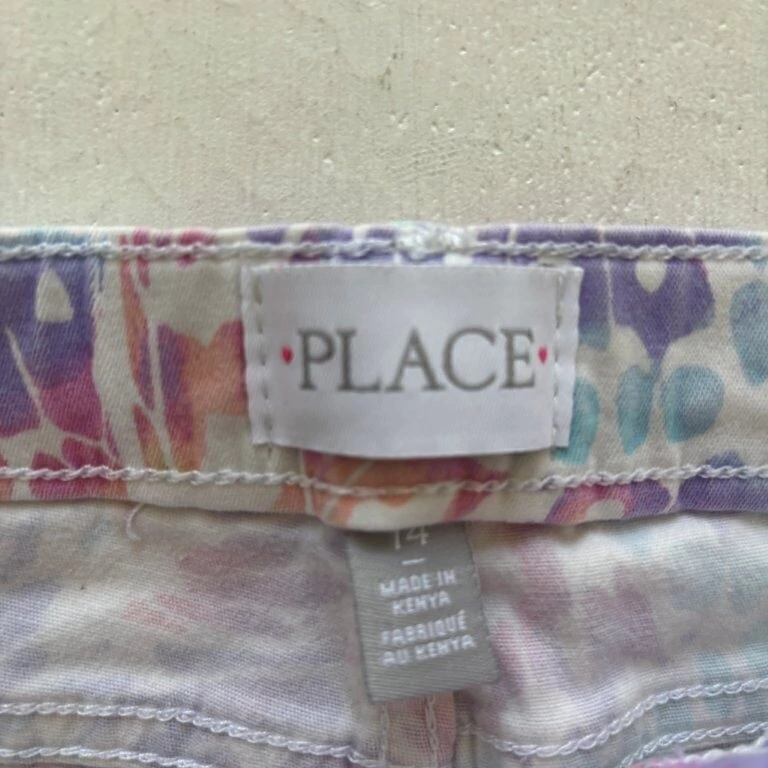 PLACE
14
MADE IN
KENYA
FABRIQUÉ
AU KENYA